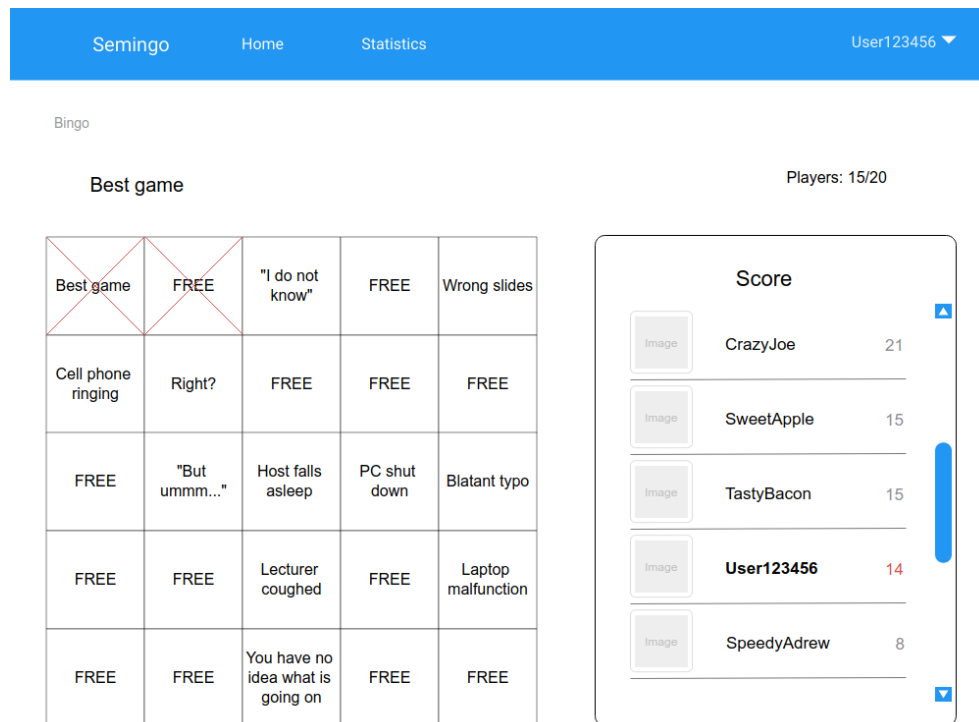 Semingo Home Statistics User123456
Bingo
Best game
Players: 15/20
Best game FREE "I do not FREE Wrong slides
know"
Cell phone Right? FREE FREE FREE
ringing
FREE "But Host falls PC shut Blatant typo
ummm..." asleep down
FREE FREE Lecturer FREE Laptop
coughed malfunction
FREE FREE You have no FREE FREE
idea what is
going on
Score
Image CrazyJoe 21
Image SweetApple 15
Image TastyBacon 15
Image User123456 14
Image SpeedyAdrew 8